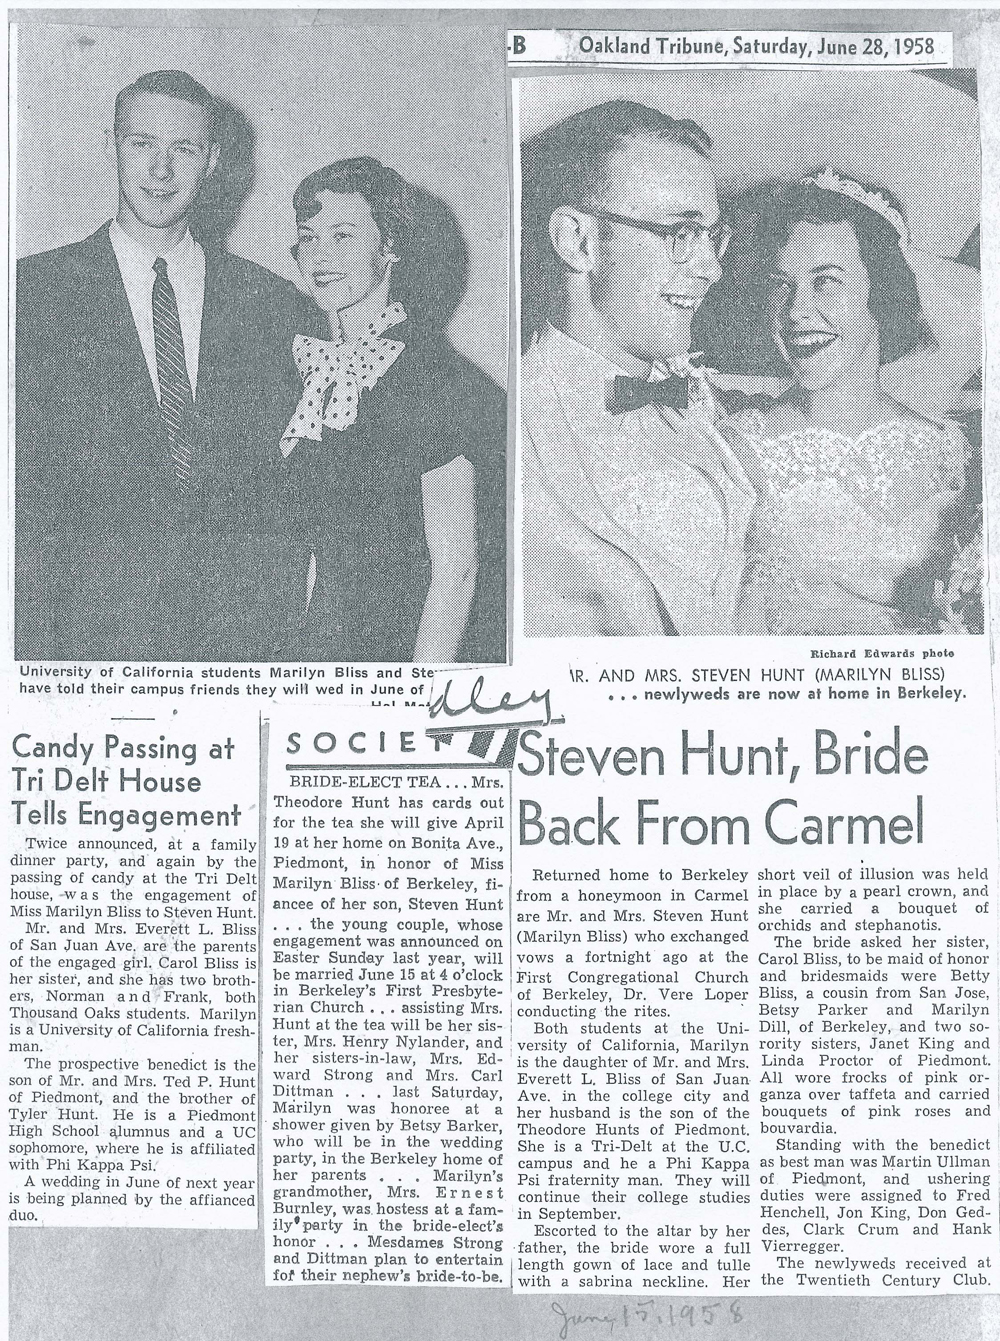 .B Oakland Tribune, Saturday, June 28, 1958
University of California students Marilyn Bliss and Ste
have told their campus friends they will wed in June of
Richard Edwards photo
R. AND MRS. STEVEN HUNT (MARILYN BLISS)
. . . newlyweds are now at home in Berkeley.
Candy Passing at
Tri Delt House
Tells Engagement
Twice announced, at a family
dinner party, and again by the
passing of candy at the Tri Delt
house, was the engagement of
Miss Marilyn Bliss to Steven Hunt.
Mr. and Mrs. Everett L. Bliss
of San Juan Ave. are the parents
of the engaged girl. Carol Bliss is
her sister, and she has two broth-
ers, Norman and Frank, both
Thousand Oaks students. Marilyn
is a University of California fresh-
man.
The prospective benedict is the
son of Mr. and Mrs. Ted P. Hunt
of Piedmont, and the brother of
Tyler Hunt. He is a Piedmont
High School alumnus and a UC
sophomore, where he is affiliated
with Phi Kappa Psi.
A wedding in June of next year
is being planned by the affianced
duo.
dley
SOCIET
BRIDE-ELECT TEA . . . Mrs.
Theodore Hunt has cards out
for the tea she will give April
19 at her home on Bonita Ave.,
Piedmont, in honor of Miss
Marilyn Bliss of Berkeley, fi-
ancee of her son, Steven Hunt
. . . the young couple, whose
engagement was announced on
Easter Sunday last year, will
be married June 15 at 4 o'clock
in Berkeley's First Presbyte-
rian Church . . . assisting Mrs.
Hunt at the tea will be her sis-
ter, Mrs. Henry Nylander, and
her sisters-in-law, Mrs. Ed-
ward Strong and Mrs. Carl
Dittman . . . last Saturday,
Marilyn was honoree at a
shower given by Betsy Barker,
who will be in the wedding
party, in the Berkeley home of
her parents . . . Marilyn's
grandmother, Mrs. Ernest
Burnley, was hostess at a fam-
ily party in the bride-elect's
honor . . . Mesdames Strong
and Dittman plan to entertain
for their nephew's bride-to-be.
Steven Hunt, Bride
Back From Carmel
Returned home to Berkeley
from a honeymoon in Carmel
are Mr. and Mrs. Steven Hunt
(Marilyn Bliss) who exchanged
vows a fortnight ago at the
First Congregational Church
of Berkeley, Dr. Vere Loper
conducting the rites.
Both students at the Uni-
versity of California, Marilyn
is the daughter of Mr. and Mrs.
Everett L. Bliss of San Juan
Ave. in the college city and
her husband is the son of the
Theodore Hunts of Piedmont.
She is a Tri-Delt at the U.C.
campus and he a Phi Kappa
Psi fraternity man. They will
continue their college studies
in September.
Escorted to the altar by her
father, the bride wore a full
length gown of lace and tulle
with a sabrina neckline. Her
short veil of illusion was held
in place by a pearl crown, and
she carried a bouquet of
orchids and stephanotis.
The bride asked her sister,
Carol Bliss, to be maid of honor
and bridesmaids were Betty
Bliss, a cousin from San Jose,
Betsy Parker and Marilyn
Dill, of Berkeley, and two so-
rority sisters, Janet King and
Linda Proctor of Piedmont.
All wore frocks of pink or-
ganza over taffeta and carried
bouquets of pink roses and
bouvardia.
Standing with the benedict
as best man was Martin Ullman
of Piedmont, and ushering
duties were assigned to Fred
Henchell, Jon King, Don Ged-
des, Clark Crum and Hank
Vierregger.
The newlyweds received at
the Twentieth Century Club.
June 15, 1958